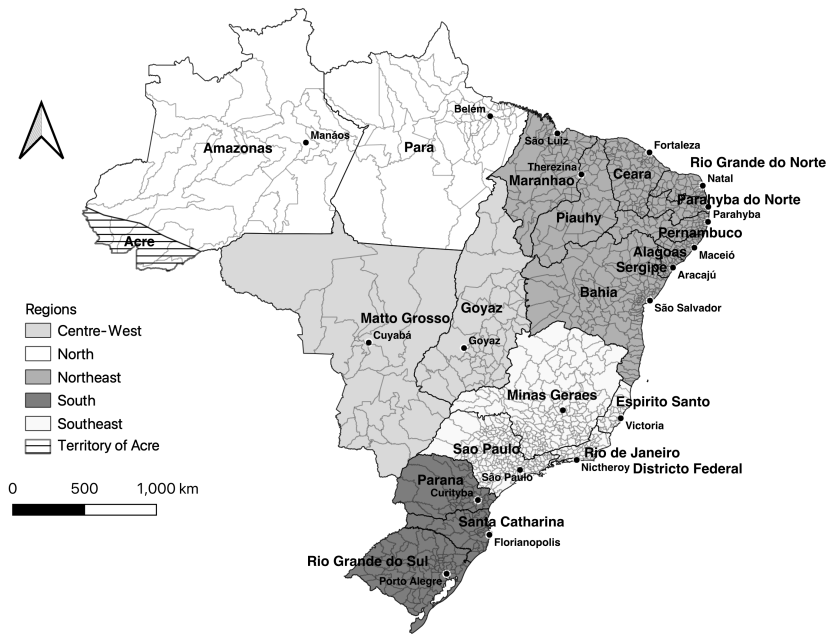 Belém
Manáos
Amazonas
Para
São Luiz
Fortaleza
Therezina
Maranhao
Ceara
Rio Grande do Norte
Natal
Parahyba do Norte
Parahyba
Piauhy
Pernambuco
Acre
Alagoas
Maceió
Sergipe
Aracajú
Bahia
São Salvador
Regions
Centre-West
North
Northeast
South
Southeast
Territory of Acre
Matto Grosso
Cuyabá
Goyaz
Goyaz
Minas Geraes
Espirito Santo
Victoria
Sao Paulo
São Paulo
Rio de Janeiro
Nictheroy
Districto Federal
0 500 1,000 km
Parana
Curityba
Santa Catharina
Florianopolis
Rio Grande do Sul
Porto Alegre